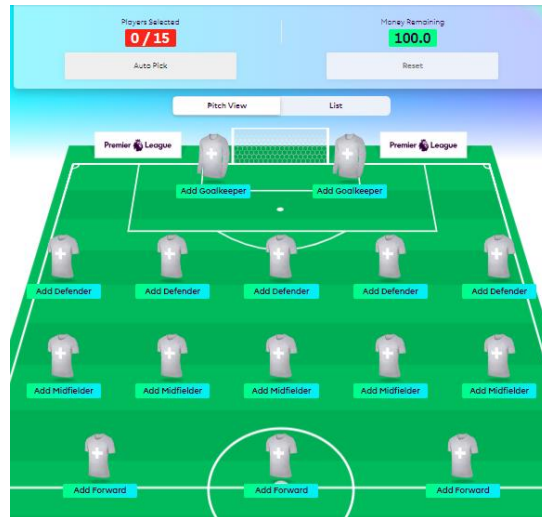 Players Selected
Money Remaining
0 / 15
100.0
Auto Pick
Reset
Pitch View
List
Premier League
Premier League
Add Goalkeeper
Add Goalkeeper
Add Defender
Add Defender
Add Defender
Add Defender
Add Defender
Add Midfielder
Add Midfielder
Add Midfielder
Add Midfielder
Add Midfielder
Add Forward
Add Forward
Add Forward